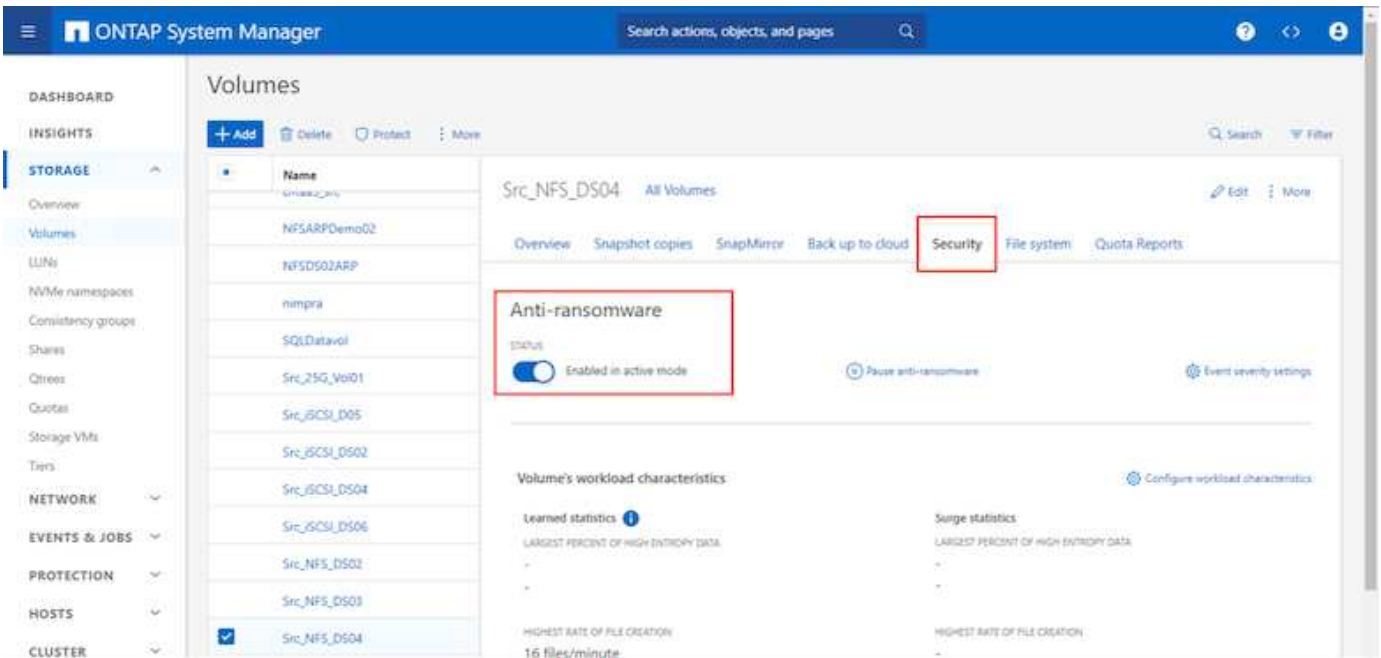 ONTAP System Manager
Search actions, objects, and pages
DASHBOARD
INSIGHTS
STORAGE
Overview
Volumes
LUNs
NVMe namespaces
Consistency groups
Shares
Qtrees
Quotas
Storage VMs
Tiers
NETWORK
EVENTS & JOBS
PROTECTION
HOSTS
CLUSTER
Volumes
+ Add Delete Protect More
Search Filter
Name
NFSARPDemo02
NFSDS02ARP
nimpra
SQLDatavol
Src_25G_Vol01
Src_iSCSI_D05
Src_iSCSI_DS02
Src_iSCSI_DS04
Src_iSCSI_DS06
Src_NFS_DS02
Src_NFS_DS03
Src_NFS_DS04
Src_NFS_DS04 All Volumes
Edit More
Overview Snapshot copies SnapMirror Back up to cloud Security File system Quota Reports
Anti-ransomware
STATUS
Enabled in active mode
Pause anti-ransomware
Event severity settings
Volume's workload characteristics
Configure workload characteristics
Learned statistics
LARGEST PERCENT OF HIGH ENTROPY DATA
-
-
HIGHEST RATE OF FILE CREATION
16 files/minute
Surge statistics
LARGEST PERCENT OF HIGH ENTROPY DATA
-
-
HIGHEST RATE OF FILE CREATION
-